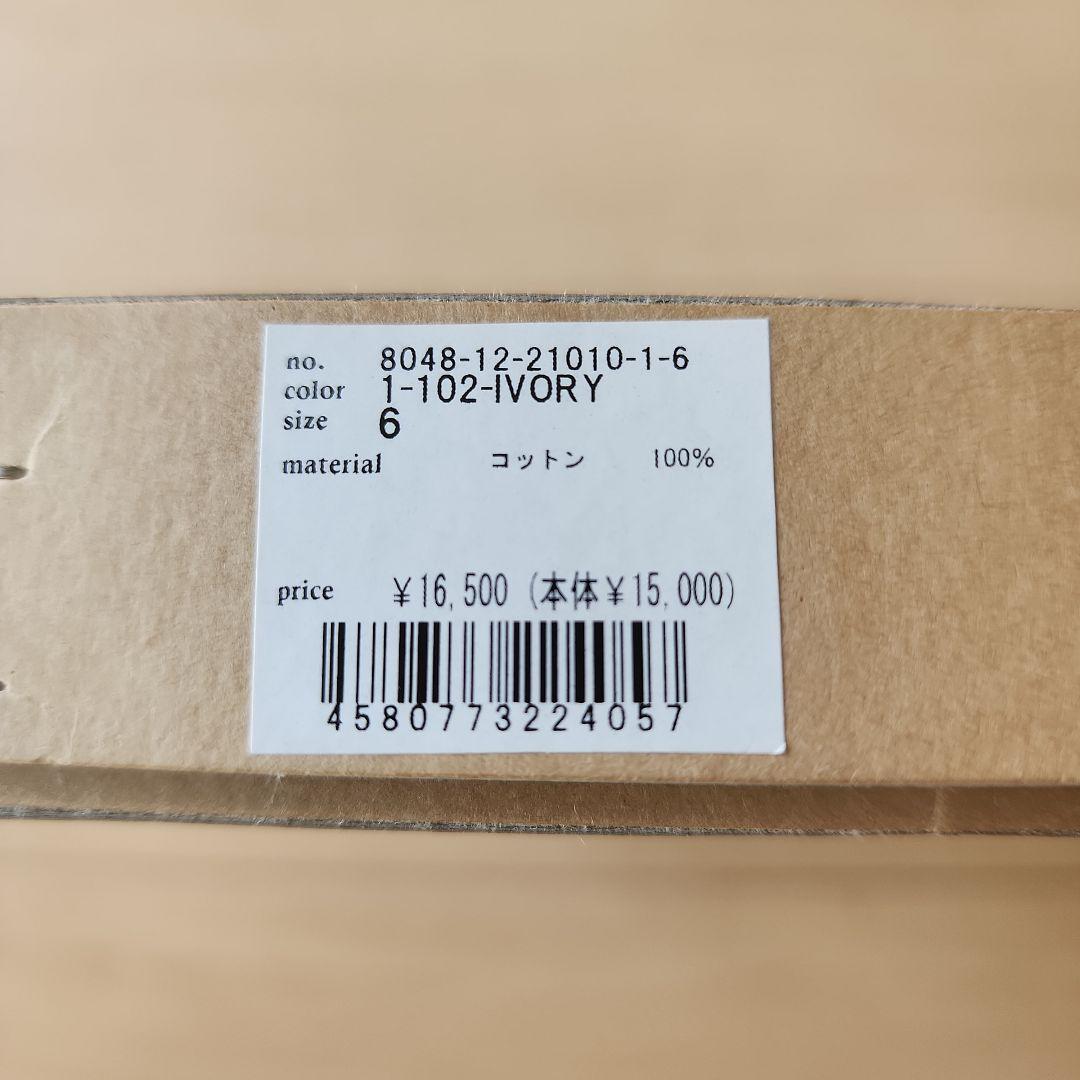 no. 8048-12-21010-1-6
color 1-102-IVORY
size 6
material コットン 100%
price ¥16,500 (本体¥15,000)
4580773224057